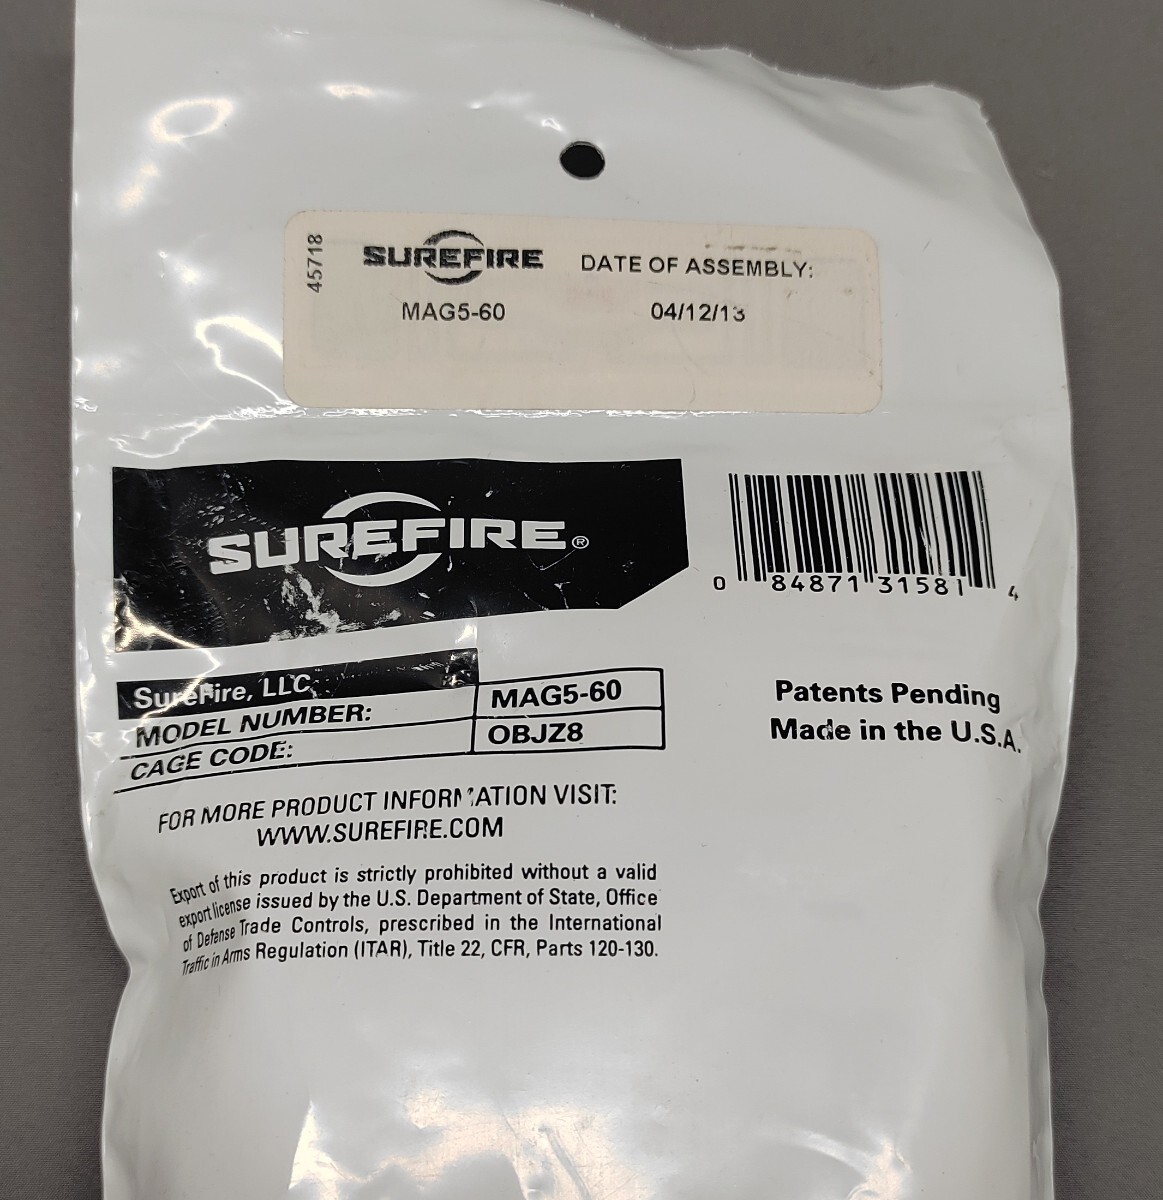 45718
SUREFIRE
DATE OF ASSEMBLY:
MAG5-60
04/12/13
SUREFIRE®
0 84871 31581 4
SureFire, LLC
MODEL NUMBER: MAG5-60
CAGE CODE: OBJZ8
Patents Pending
Made in the U.S.A.
FOR MORE PRODUCT INFORMATION VISIT:
WWW.SUREFIRE.COM
Export of this product is strictly prohibited without a valid
export license issued by the U.S. Department of State, Office
of Defense Trade Controls, prescribed in the International
Traffic in Arms Regulation (ITAR), Title 22, CFR, Parts 120-130.